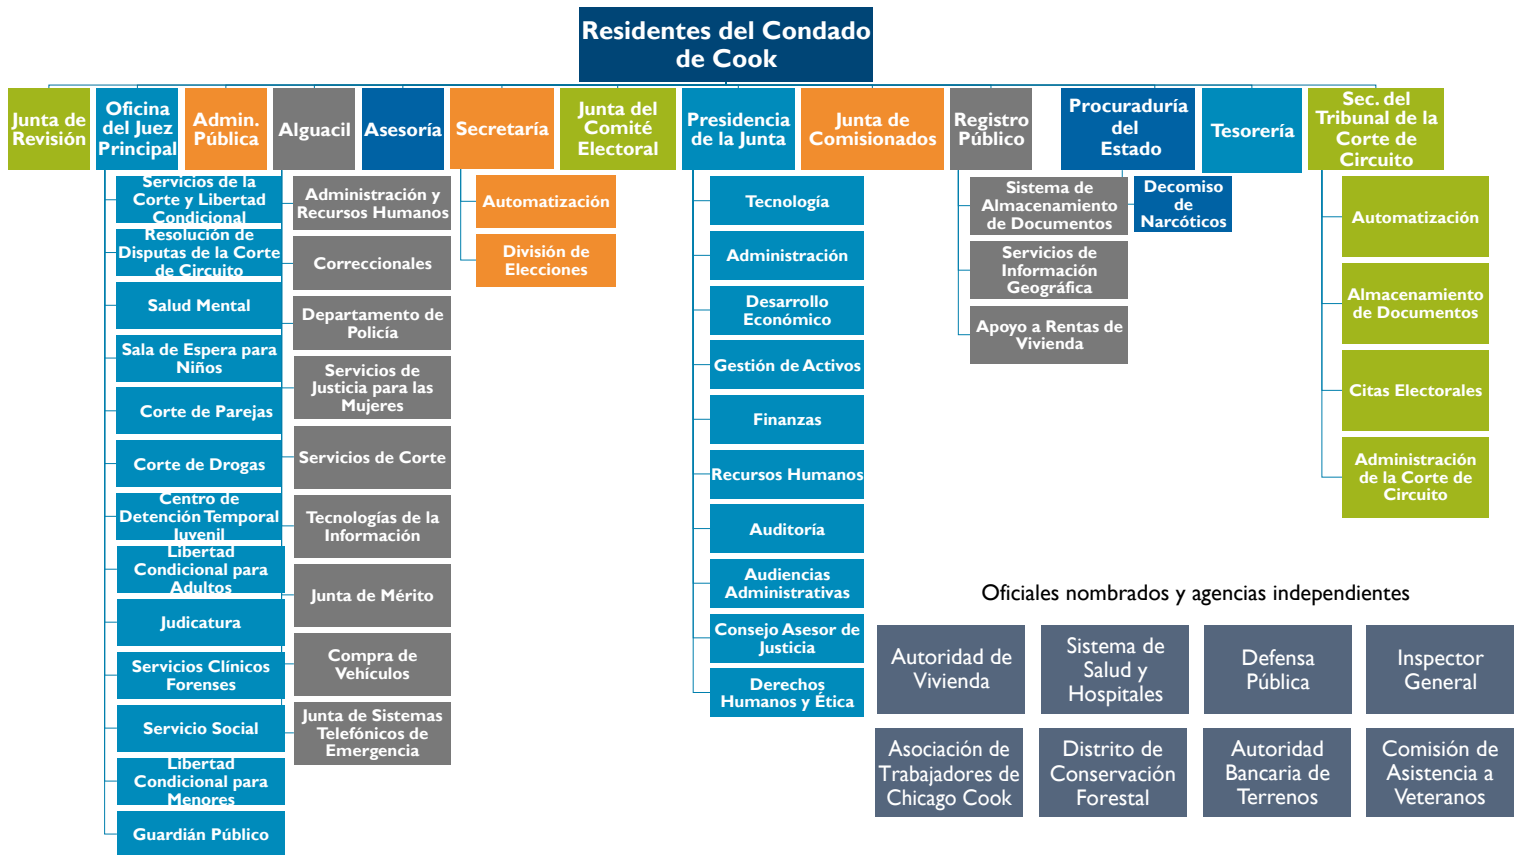 Residentes del Condado
de Cook
Junta de
Revisión
Oficina
del Juez
Principal
Admin.
Pública
Alguacil
Asesoría
Secretaría
Junta del
Comité
Electoral
Presidencia
de la Junta
Junta de
Comisionados
Registro
Público
Procuraduría
del
Estado
Tesorería
Sec. del
Tribunal de la
Corte de
Circuito
Servicios de la
Corte y Libertad
Condicional
Resolución de
Disputas de la Corte
de Circuito
Salud Mental
Sala de Espera para
Niños
Corte de Parejas
Corte de Drogas
Centro de
Detención Temporal
Juvenil
Libertad
Condicional para
Adultos
Judicatura
Servicios Clínicos
Forenses
Servicio Social
Libertad
Condicional para
Menores
Guardián Público
Administración y
Recursos Humanos
Correccionales
Departamento de
Policía
Servicios de
Justicia para las
Mujeres
Servicios de Corte
Tecnologías de la
Información
Junta de Mérito
Compra de
Vehículos
Junta de Sistemas
Telefónicos de
Emergencia
Automatización
División de
Elecciones
Tecnología
Administración
Desarrollo
Económico
Gestión de Activos
Finanzas
Recursos Humanos
Auditoría
Audiencias
Administrativas
Consejo Asesor de
Justicia
Derechos
Humanos y Ética
Sistema de
Almacenamiento
de Documentos
Servicios de
Información
Geográfica
Apoyo a Rentas de
Vivienda
Decomiso
de
Narcóticos
Automatización
Almacenamiento
de Documentos
Citas Electorales
Administración
de la Corte de
Circuito
Oficiales nombrados y agencias independientes
Autoridad de
Vivienda
Sistema de
Salud y
Hospitales
Defensa
Pública
Inspector
General
Asociación de
Trabajadores de
Chicago Cook
Distrito de
Conservación
Forestal
Autoridad
Bancaria de
Terrenos
Comisión de
Asistencia a
Veteranos